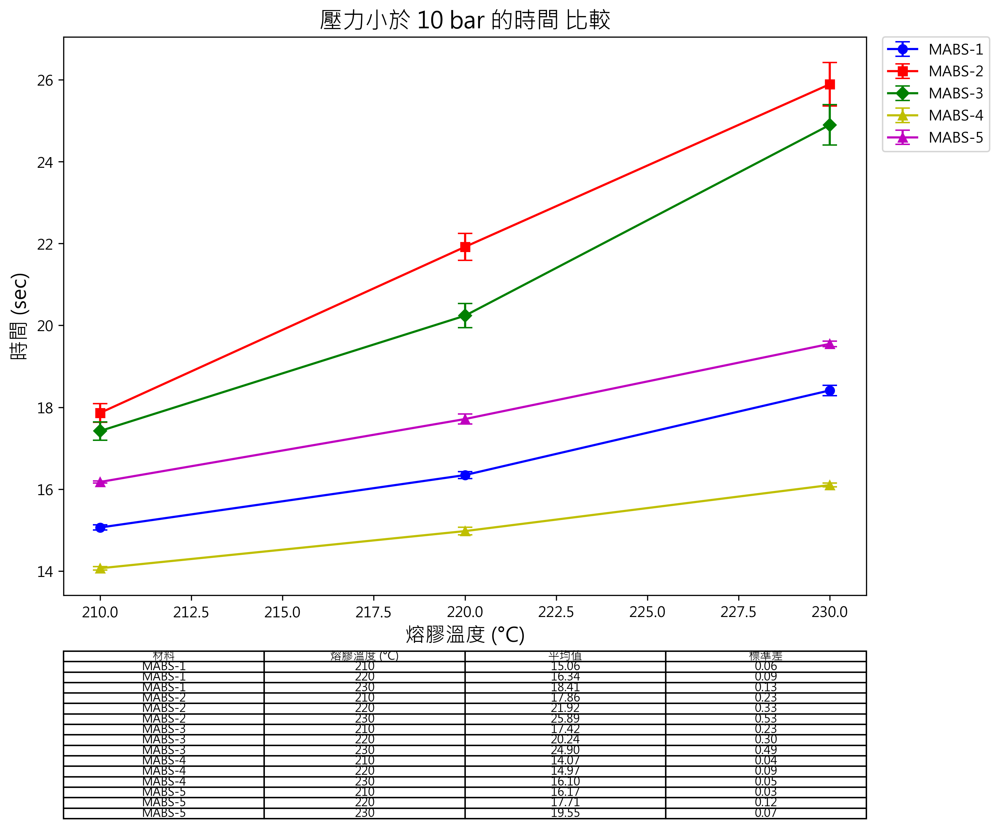 壓力小於 10 bar 的時間 比較
MABS-1
MABS-2
MABS-3
MABS-4
MABS-5
時間 (sec)
26
24
22
20
18
16
14
210.0 212.5 215.0 217.5 220.0 222.5 225.0 227.5 230.0
熔膠溫度 (°C)
材料 熔膠溫度 (°C) 平均值 標準差
MABS-1 210 15.06 0.06
MABS-1 220 16.34 0.09
MABS-1 230 18.41 0.13
MABS-2 210 17.86 0.23
MABS-2 220 21.92 0.33
MABS-2 230 25.89 0.53
MABS-3 210 17.42 0.23
MABS-3 220 20.24 0.30
MABS-3 230 24.90 0.49
MABS-4 210 14.07 0.04
MABS-4 220 14.97 0.09
MABS-4 230 16.10 0.05
MABS-5 210 16.17 0.03
MABS-5 220 17.71 0.12
MABS-5 230 19.55 0.07